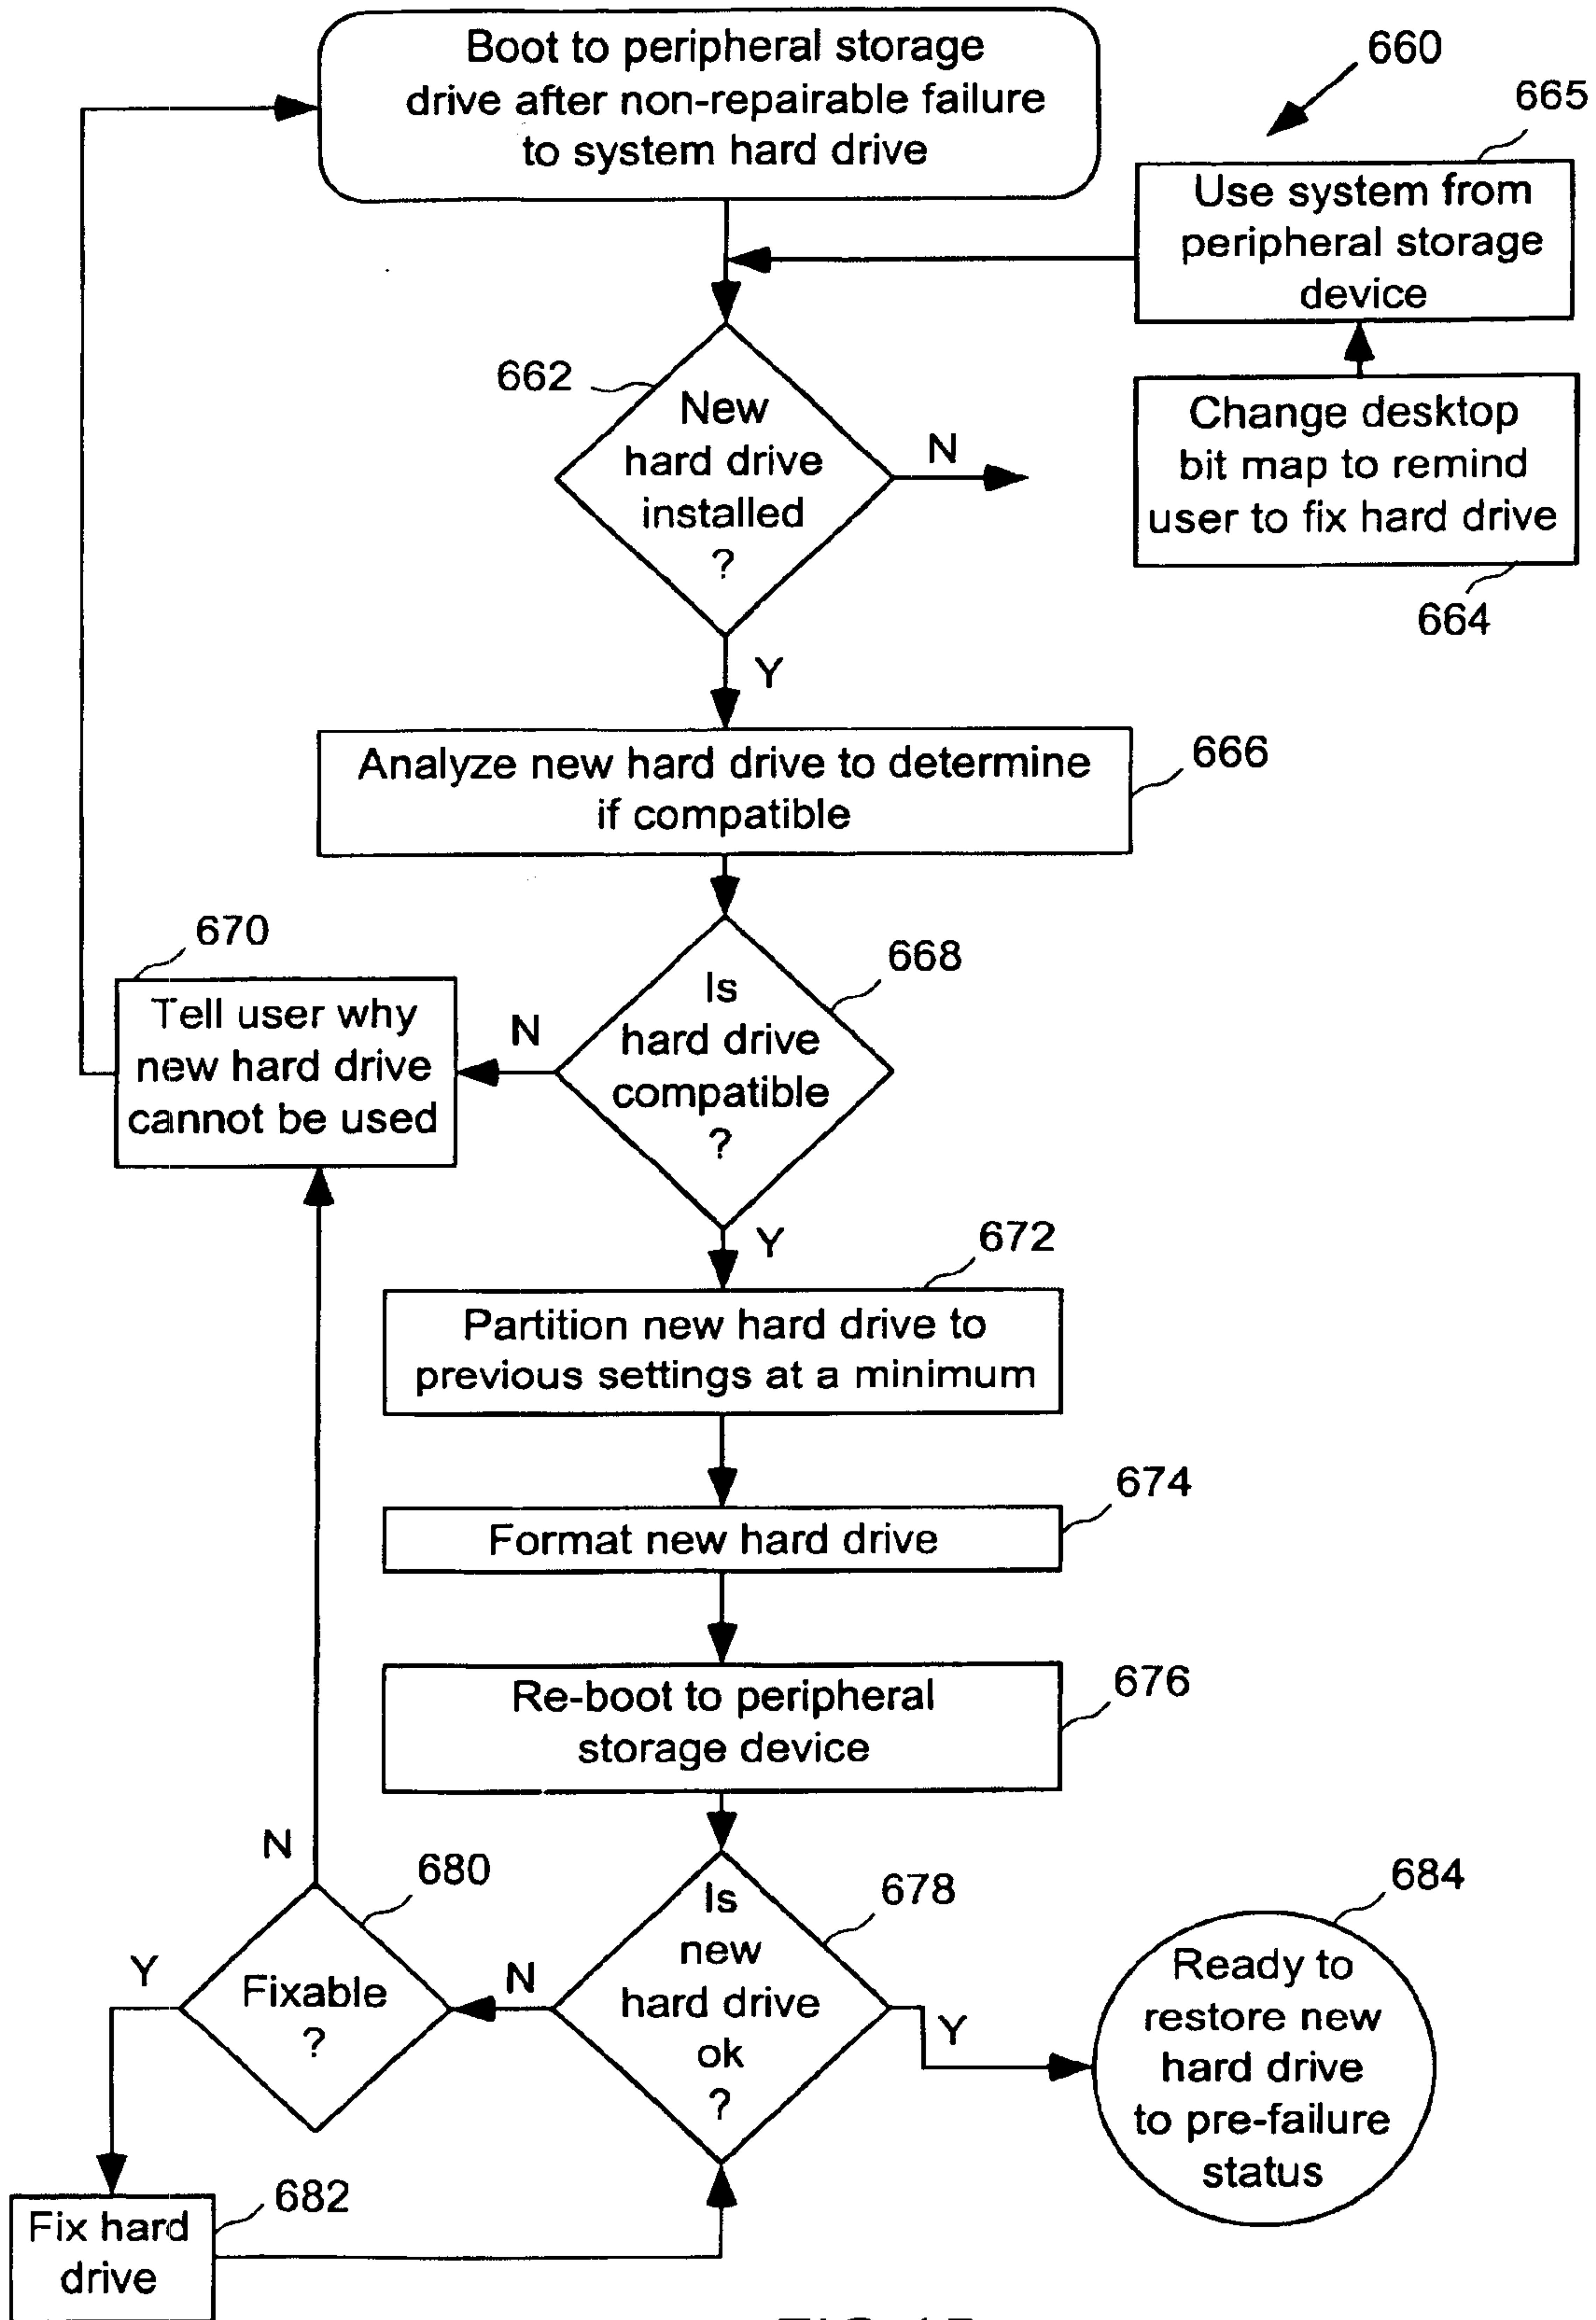 Boot to peripheral storage
drive after non-repairable failure
to system hard drive
660
665
Use system from
peripheral storage
device
662
New
hard drive
installed
?
N
Change desktop
bit map to remind
user to fix hard drive
664
Y
Analyze new hard drive to determine
if compatible
666
670
Tell user why
new hard drive
cannot be used
N
668
Is
hard drive
compatible
?
Y
672
Partition new hard drive to
previous settings at a minimum
674
Format new hard drive
676
Re-boot to peripheral
storage device
N
680
Y
Fixable
?
N
678
Is
new
hard drive
ok
?
Y
684
Ready to
restore new
hard drive
to pre-failure
status
682
Fix hard
drive